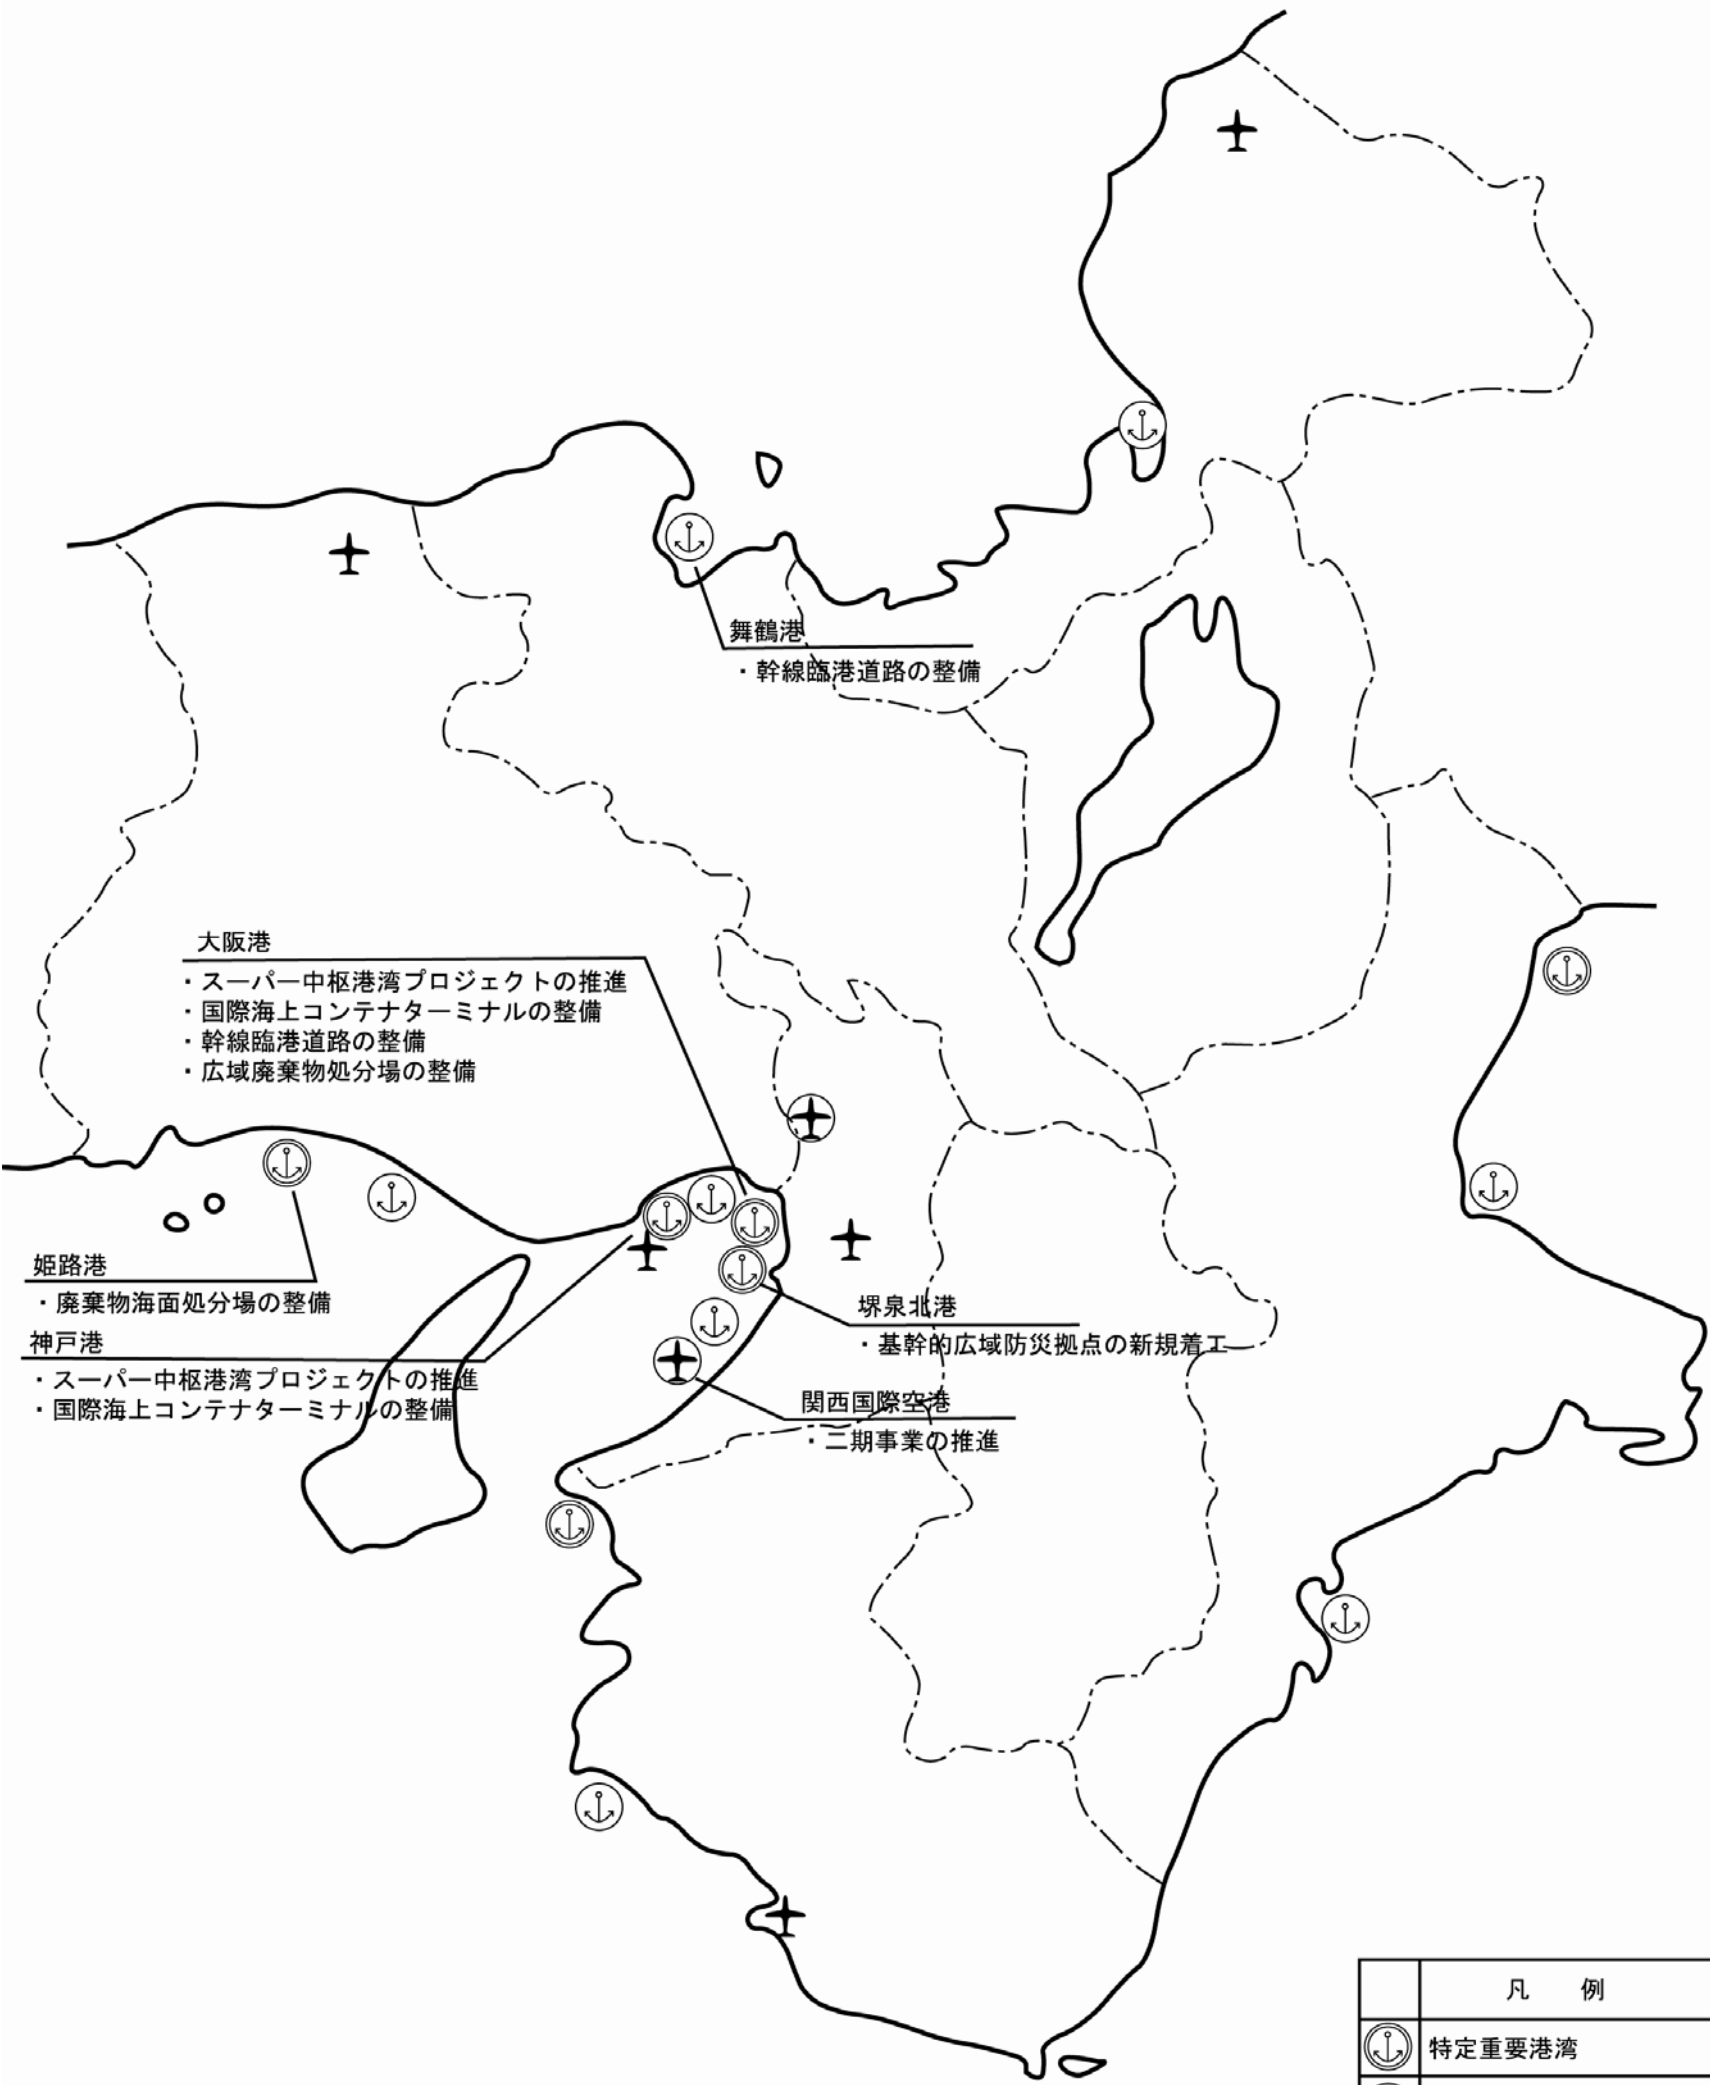 舞鶴港
・幹線臨港道路の整備
大阪港
・スーパー中枢港湾プロジェクトの推進
・国際海上コンテナターミナルの整備
・幹線臨港道路の整備
・広域廃棄物処分場の整備
姫路港
・廃棄物海面処分場の整備
神戸港
・スーパー中枢港湾プロジェクトの推進
・国際海上コンテナターミナルの整備
堺泉北港
・基幹的広域防災拠点の新規着工
関西国際空港
・二期事業の推進
凡 例
特定重要港湾